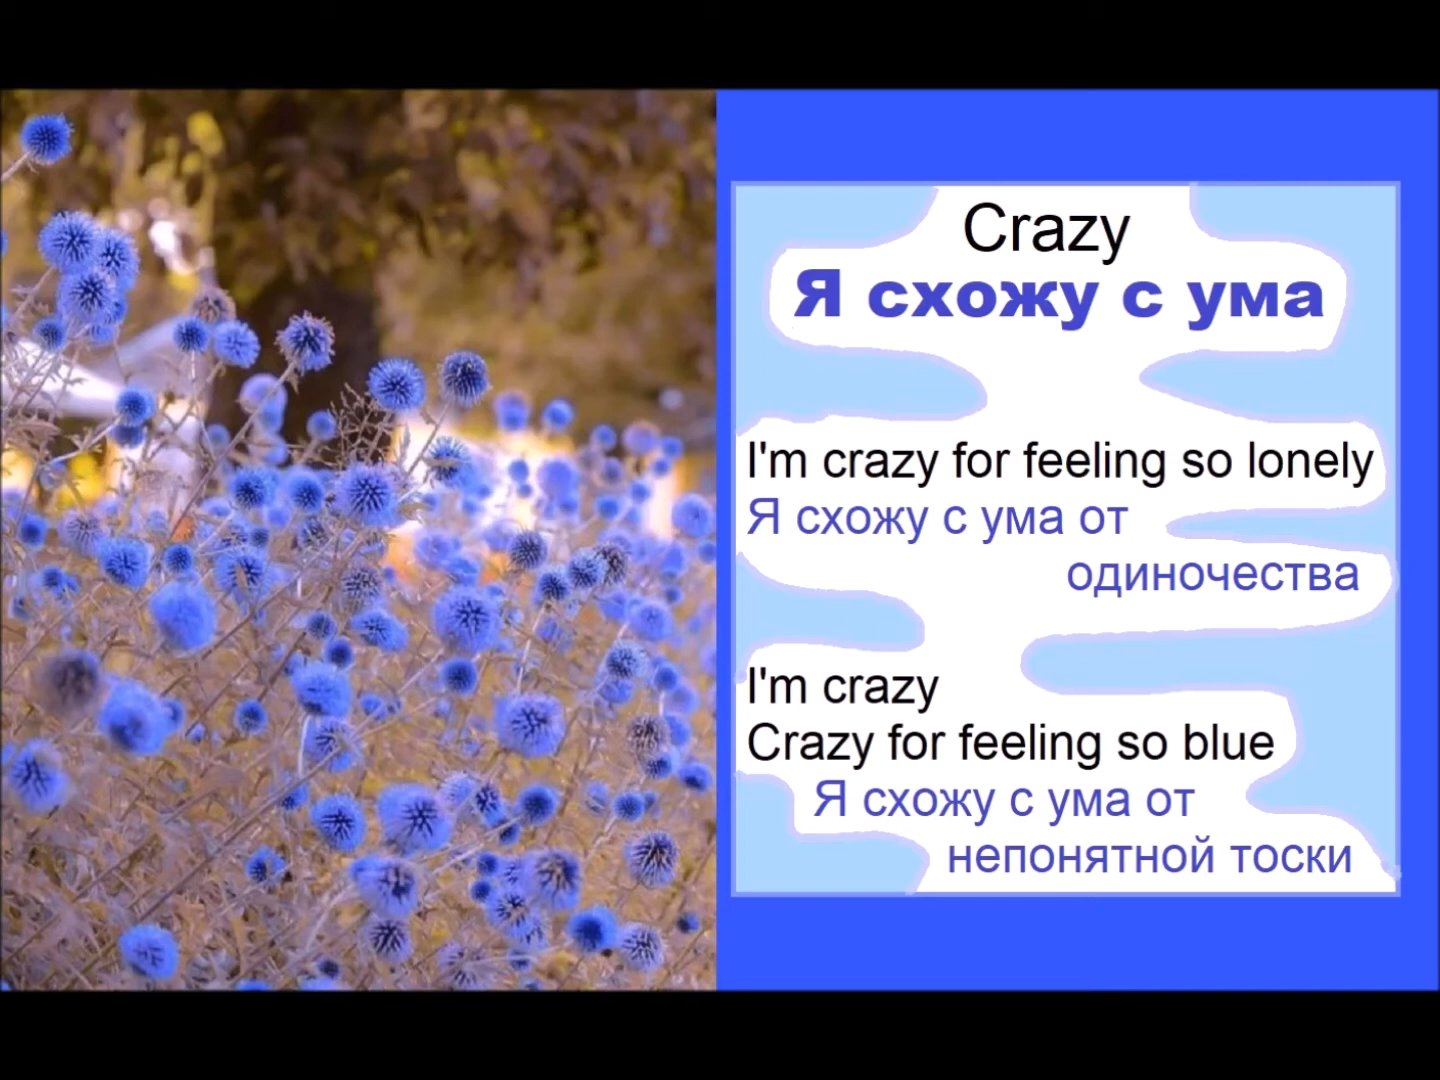 Crazy
Я схожу с ума
I'm crazy for feeling so lonely
Я схожу с ума от
одиночества
I'm crazy
Crazy for feeling so blue
Я схожу с ума от
непонятной тоски